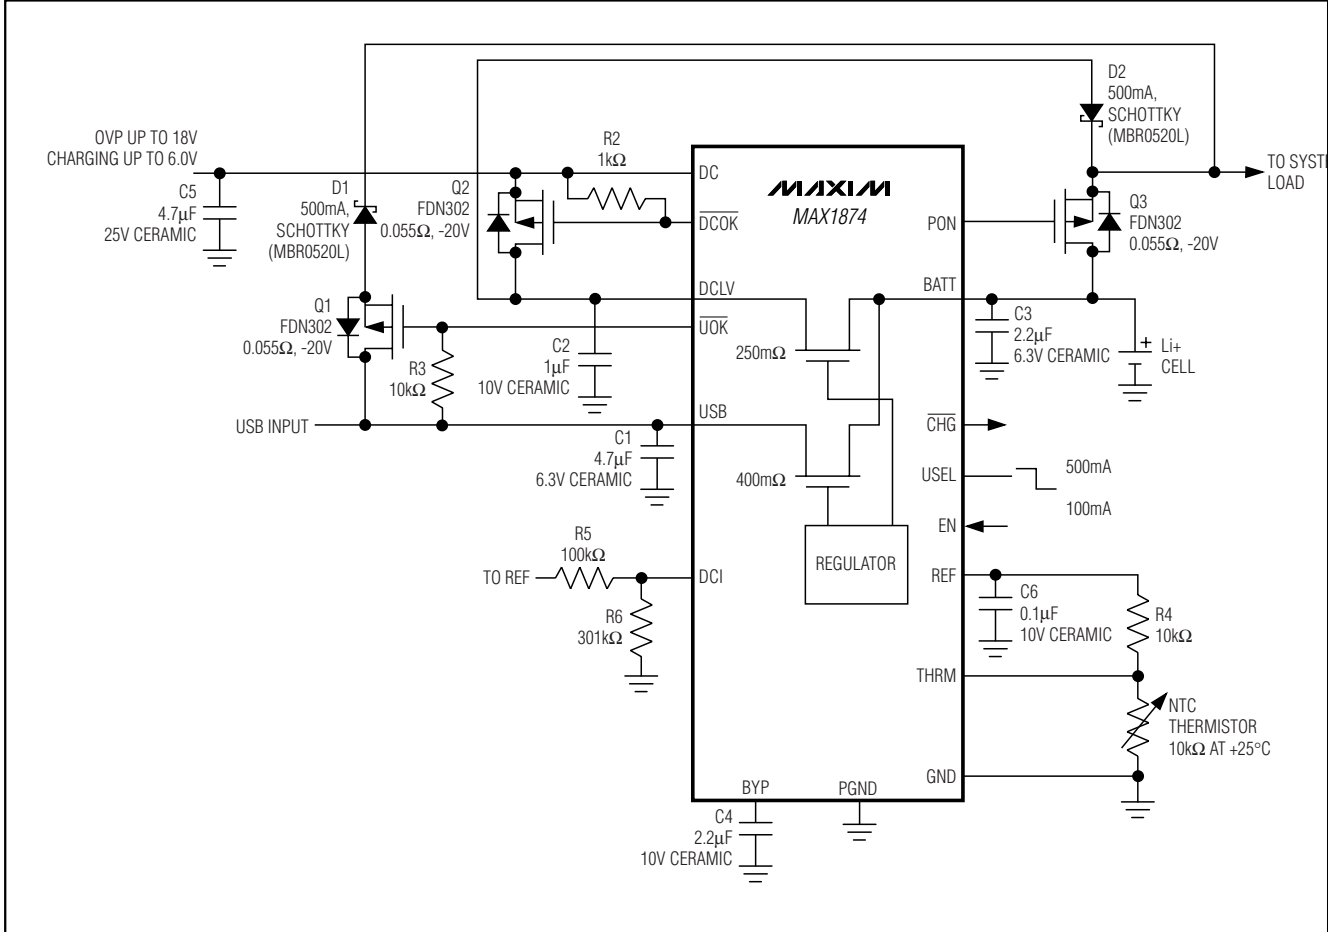 OVP UP TO 18V
CHARGING UP TO 6.0V
C5
4.7µF
25V CERAMIC
D1
500mA,
SCHOTTKY
(MBR0520L)
Q2
FDN302
0.055Ω, -20V
R2
1kΩ
D2
500mA,
SCHOTTKY
(MBR0520L)
TO SYSTE
LOAD
Q3
FDN302
0.055Ω, -20V
Q1
FDN302
0.055Ω, -20V
R3
10kΩ
C2
1µF
10V CERAMIC
USB INPUT
C1
4.7µF
6.3V CERAMIC
R5
100kΩ
TO REF
R6
301kΩ
MAXIM
MAX1874
DC
DCOK
DCLV
UOK
USB
DCI
250mΩ
400mΩ
REGULATOR
PON
BATT
CHG
USEL
EN
REF
THRM
GND
BYP
PGND
C3
2.2µF
6.3V CERAMIC
+
Li+
CELL
500mA
100mA
C6
0.1µF
10V CERAMIC
R4
10kΩ
NTC
THERMISTOR
10kΩ AT +25°C
C4
2.2µF
10V CERAMIC